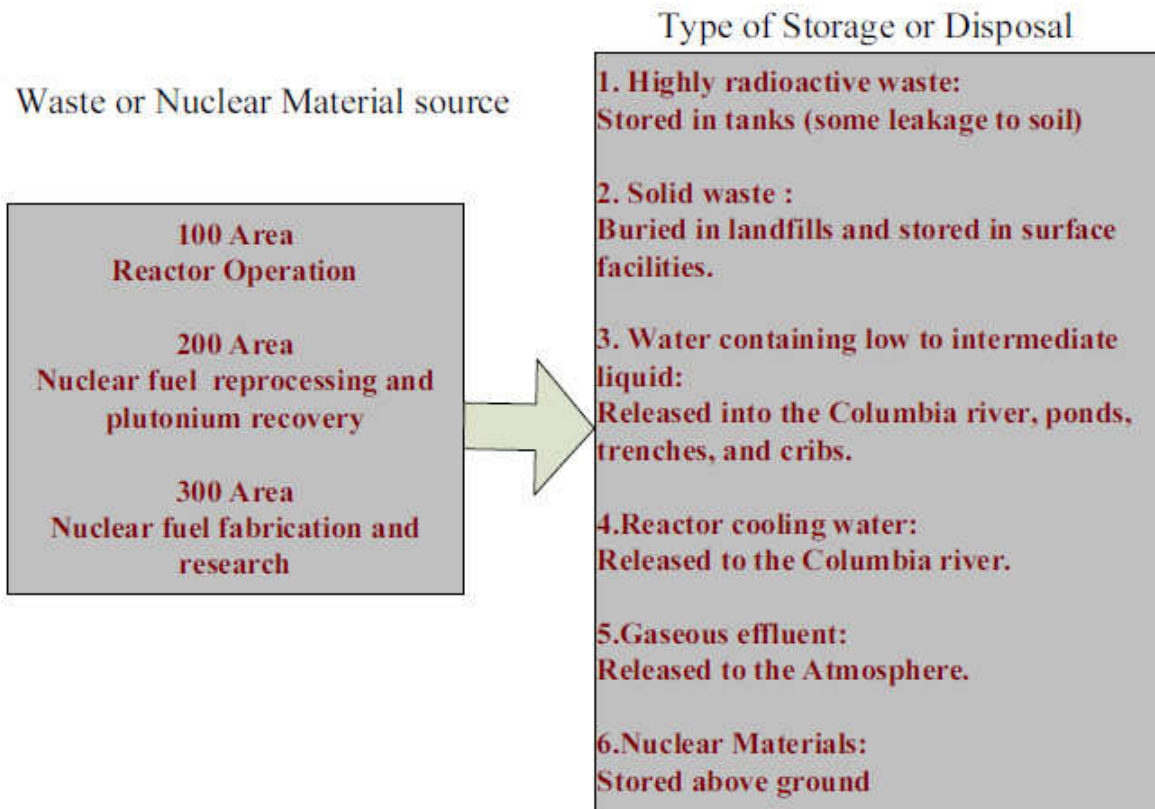 Type of Storage or Disposal
Waste or Nuclear Material source
100 Area
Reactor Operation
200 Area
Nuclear fuel reprocessing and
plutonium recovery
300 Area
Nuclear fuel fabrication and
research
1. Highly radioactive waste:
Stored in tanks (some leakage to soil)
2. Solid waste :
Buried in landfills and stored in surface
facilities.
3. Water containing low to intermediate
liquid:
Released into the Columbia river, ponds,
trenches, and cribs.
4.Reactor cooling water:
Released to the Columbia river.
5.Gaseous effluent:
Released to the Atmosphere.
6.Nuclear Materials:
Stored above ground